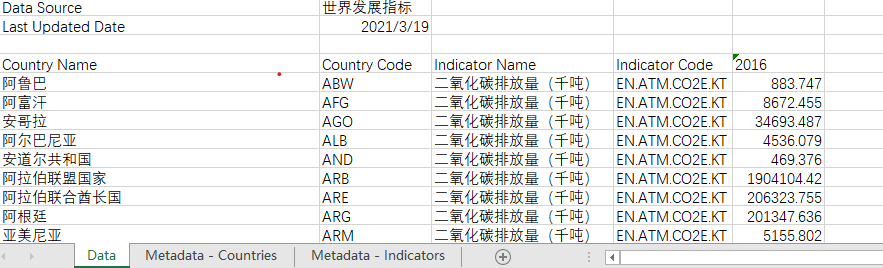 Data Source 世界发展指标
Last Updated Date 2021/3/19
Country Name Country Code Indicator Name Indicator Code 2016
阿鲁巴 ABW 二氧化碳排放量（千吨） EN.ATM.CO2E.KT 883.747
阿富汗 AFG 二氧化碳排放量（千吨） EN.ATM.CO2E.KT 8672.455
安哥拉 AGO 二氧化碳排放量（千吨） EN.ATM.CO2E.KT 34693.487
阿尔巴尼亚 ALB 二氧化碳排放量（千吨） EN.ATM.CO2E.KT 4536.079
安道尔共和国 AND 二氧化碳排放量（千吨） EN.ATM.CO2E.KT 469.376
阿拉伯联盟国家 ARB 二氧化碳排放量（千吨） EN.ATM.CO2E.KT 1904104.42
阿拉伯联合酋长国 ARE 二氧化碳排放量（千吨） EN.ATM.CO2E.KT 206323.755
阿根廷 ARG 二氧化碳排放量（千吨） EN.ATM.CO2E.KT 201347.636
亚美尼亚 ARM 二氧化碳排放量（千吨） EN.ATM.CO2E.KT 5155.802
Data Metadata - Countries Metadata - Indicators